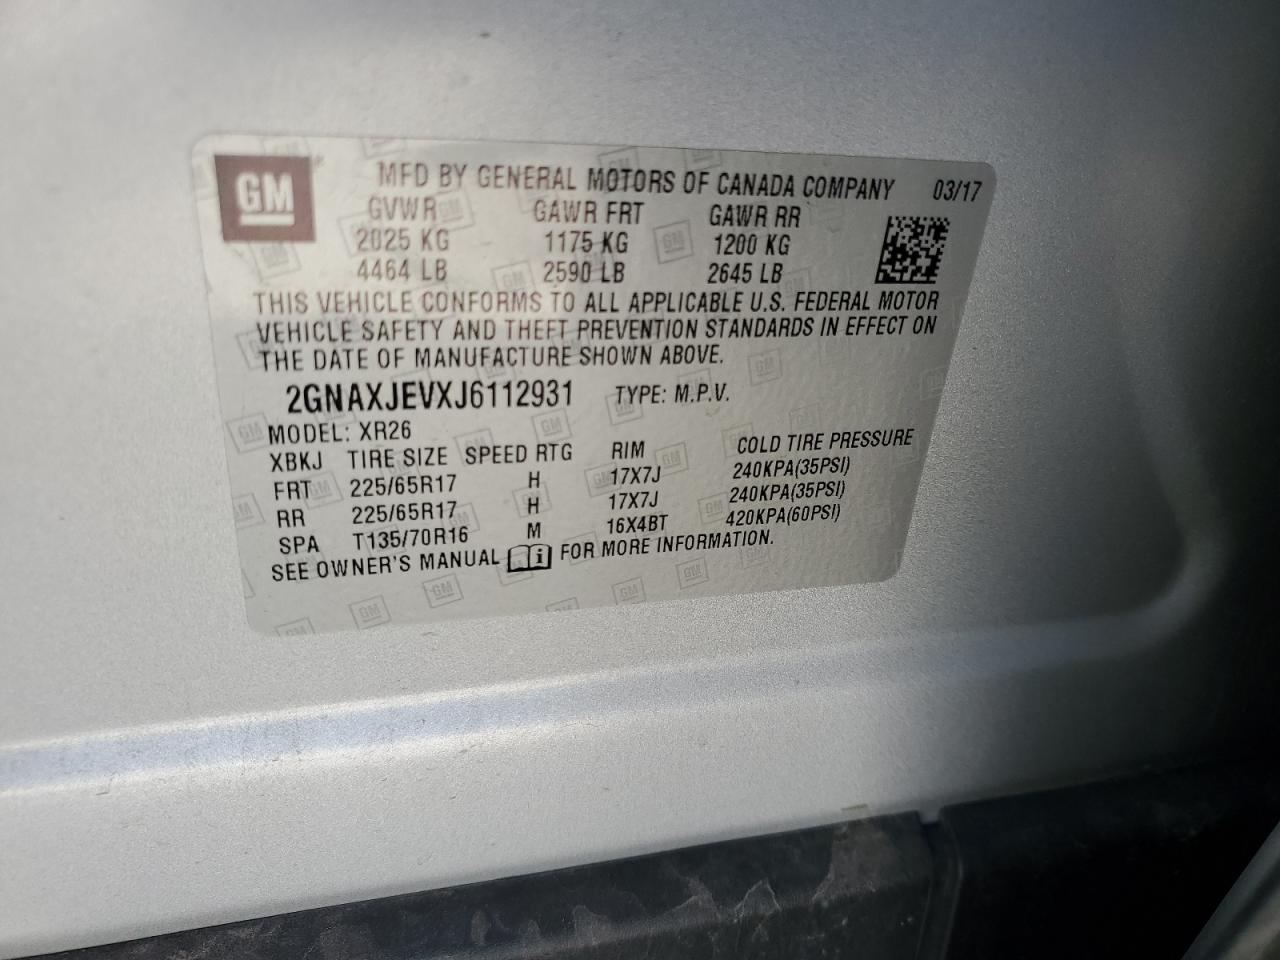 GM
MFD BY GENERAL MOTORS OF CANADA COMPANY 03/17
GVWR GAWR FRT GAWR RR
2025 KG 1175 KG 1200 KG
4464 LB 2590 LB 2645 LB
THIS VEHICLE CONFORMS TO ALL APPLICABLE U.S. FEDERAL MOTOR
VEHICLE SAFETY AND THEFT PREVENTION STANDARDS IN EFFECT ON
THE DATE OF MANUFACTURE SHOWN ABOVE.
2GNAXJEVXJ6112931 TYPE: M.P.V.
MODEL: XR26
XBKJ TIRE SIZE SPEED RTG RIM COLD TIRE PRESSURE
FRT 225/65R17 H 17X7J 240KPA(35PSI)
RR 225/65R17 H 17X7J 240KPA(35PSI)
SPA T135/70R16 M 16X4BT 420KPA(60PSI)
SEE OWNER'S MANUAL i FOR MORE INFORMATION.